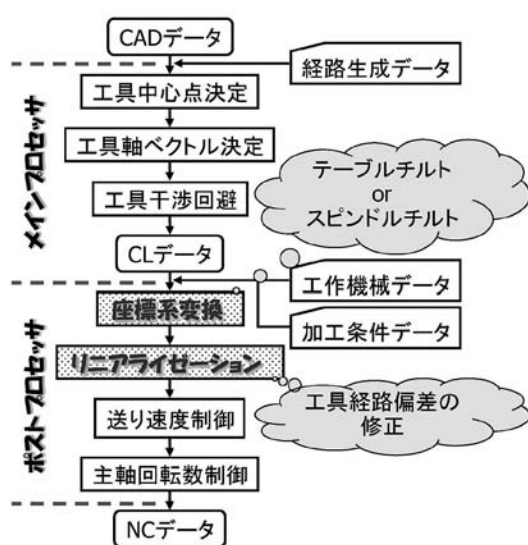 CADデータ
経路生成データ
工具中心点決定
工具軸ベクトル決定
工具干渉回避
CLデータ
メインプロセッサ
テーブルチルト
or
スピンドルチルト
工作機械データ
加工条件データ
座標系変換
リニアライゼーション
送り速度制御
主軸回転数制御
NCデータ
ポストプロセッサ
工具経路偏差の
修正